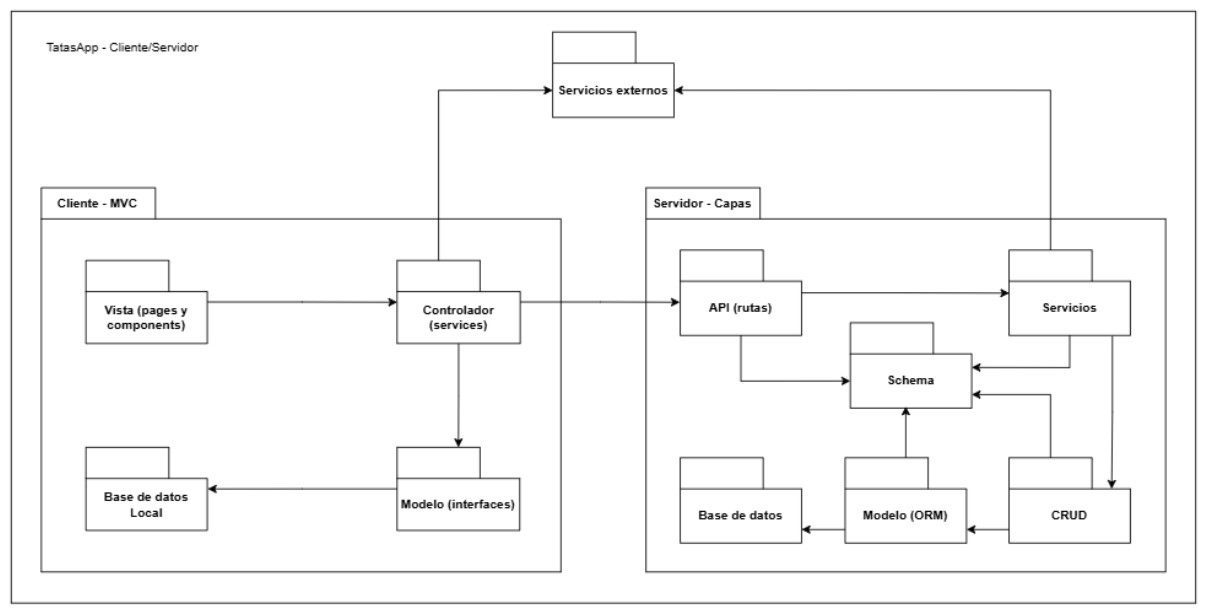 TatasApp - Cliente/Servidor
Servicios externos
Cliente - MVC
Servidor - Capas
Vista (pages y
components)
Controlador
(services)
API (rutas)
Servicios
Schema
Base de datos
Local
Modelo (interfaces)
Base de datos
Modelo (ORM)
CRUD